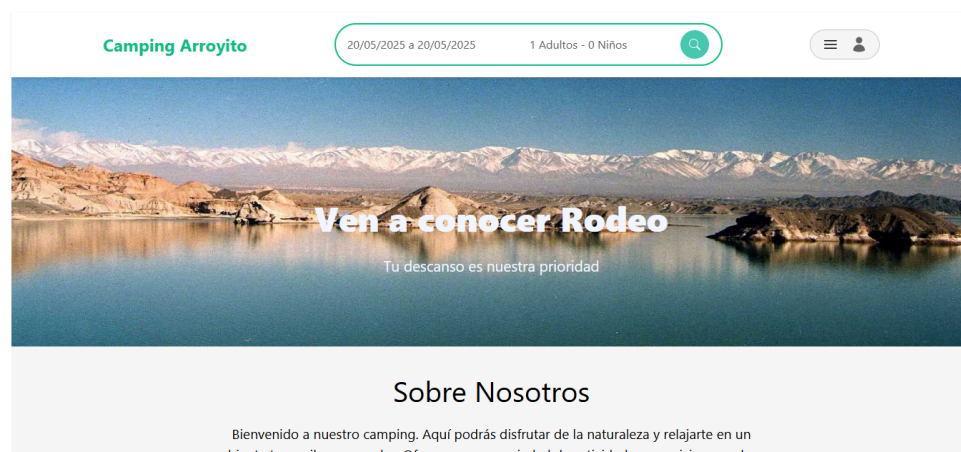 Camping Arroyito
20/05/2025 a 20/05/2025
1 Adultos - 0 Niños
Ven a conocer Rodeo
Tu descanso es nuestra prioridad
Sobre Nosotros
Bienvenido a nuestro camping. Aquí podrás disfrutar de la naturaleza y relajarte en un